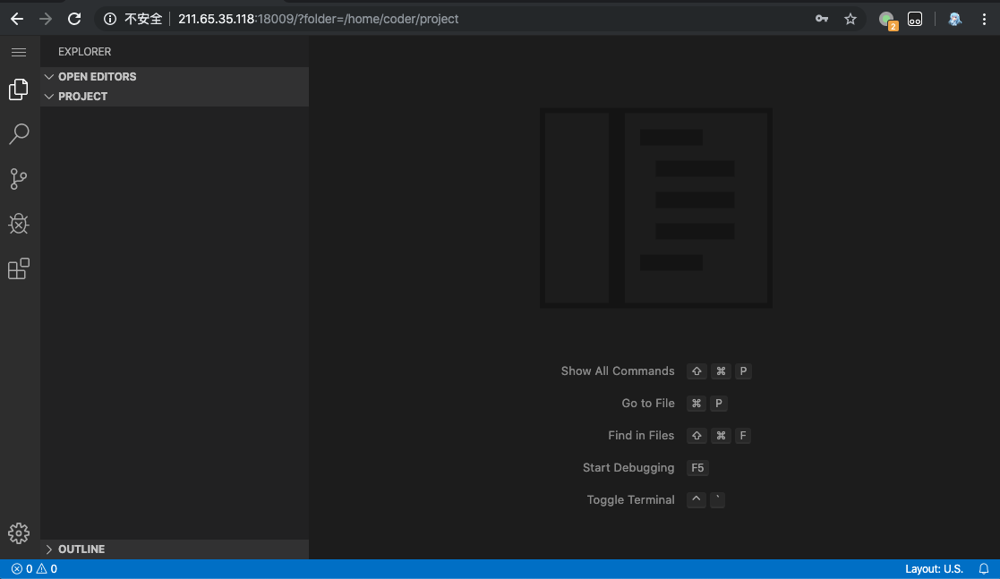 不安全 211.65.35.118:18009/?folder=/home/coder/project
2
EXPLORER
OPEN EDITORS
PROJECT
Show All Commands ⇧ ⌘ P
Go to File ⌘ P
Find in Files ⇧ ⌘ F
Start Debugging F5
Toggle Terminal ^ `
OUTLINE
0 0 Layout: U.S.